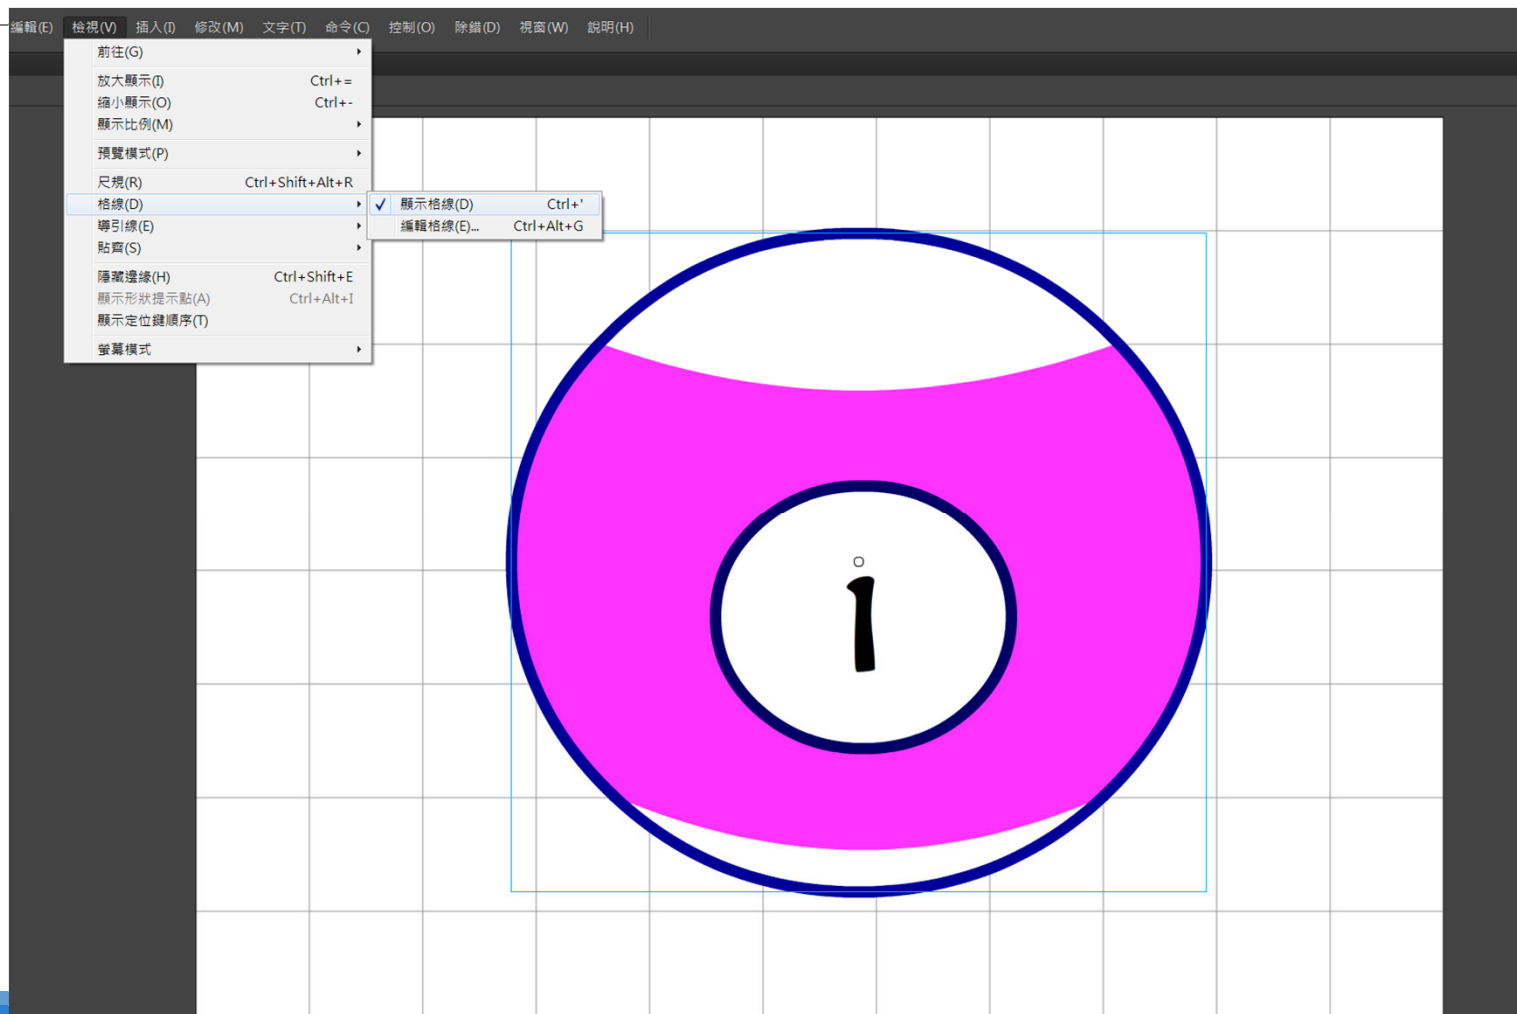 編輯(E) 檢視(V) 插入(I) 修改(M) 文字(T) 命令(C) 控制(O) 除錯(D) 視窗(W) 說明(H)
前往(G)
放大顯示(I) Ctrl+=
縮小顯示(O) Ctrl+-
顯示比例(M)
預覽模式(P)
尺規(R) Ctrl+Shift+Alt+R
格線(D)
顯示格線(D) Ctrl+'
導引線(E)
編輯格線(E)... Ctrl+Alt+G
貼齊(S)
隱藏邊緣(H) Ctrl+Shift+E
顯示形狀提示點(A) Ctrl+Alt+I
顯示定位鍵順序(T)
螢幕模式
1